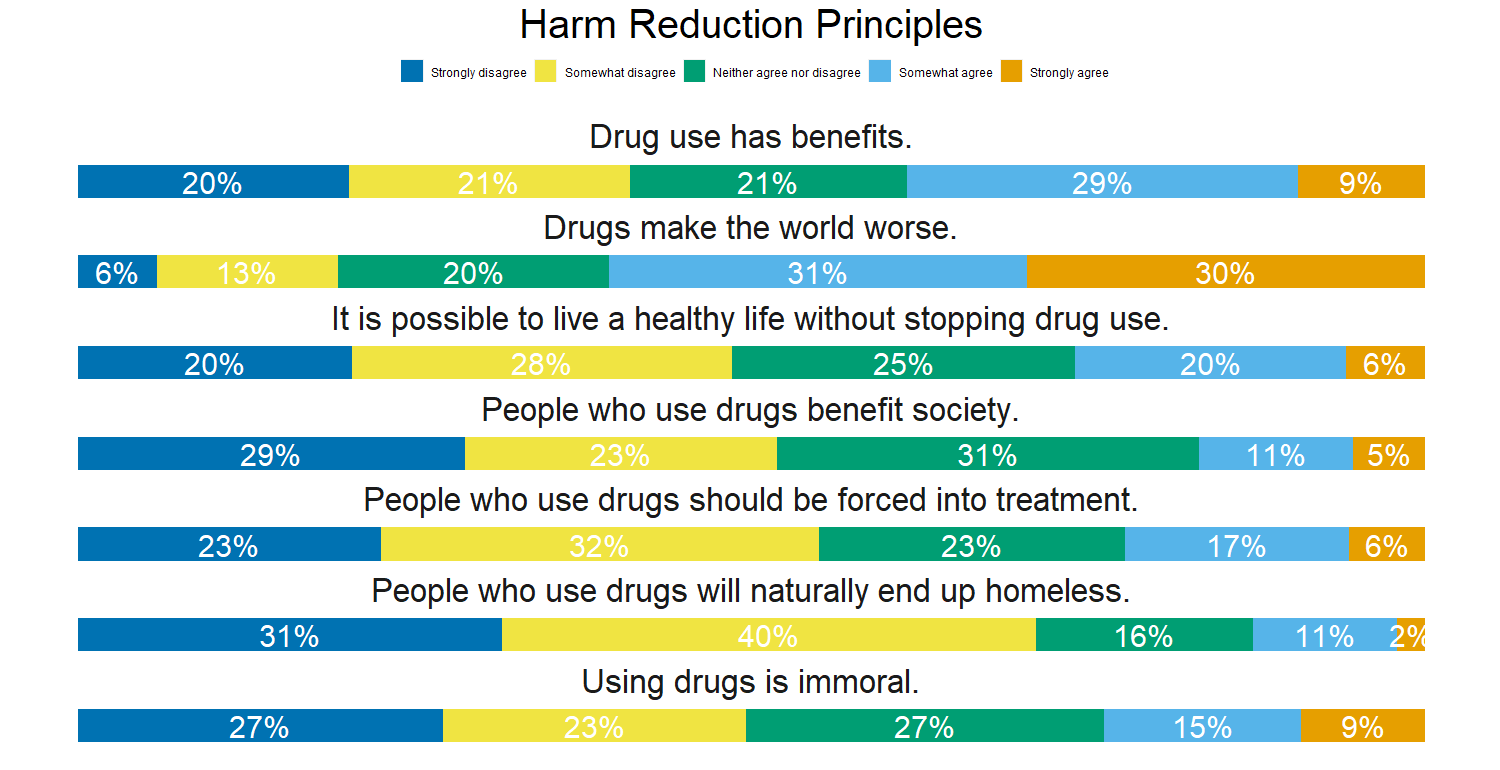 Harm Reduction Principles
Strongly disagree Somewhat disagree Neither agree nor disagree Somewhat agree Strongly agree
Drug use has benefits.
20% 21% 21% 29% 9%
Drugs make the world worse.
6% 13% 20% 31% 30%
It is possible to live a healthy life without stopping drug use.
20% 28% 25% 20% 6%
People who use drugs benefit society.
29% 23% 31% 11% 5%
People who use drugs should be forced into treatment.
23% 32% 23% 17% 6%
People who use drugs will naturally end up homeless.
31% 40% 16% 11% 2%
Using drugs is immoral.
27% 23% 27% 15% 9%